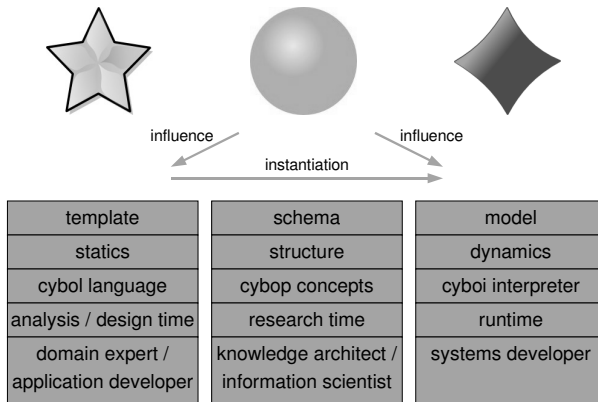 influence influence
instantiation
template schema model
statics structure dynamics
cybol language cybop concepts cyboi interpreter
analysis / design time research time runtime
domain expert / knowledge architect / systems developer
application developer information scientist